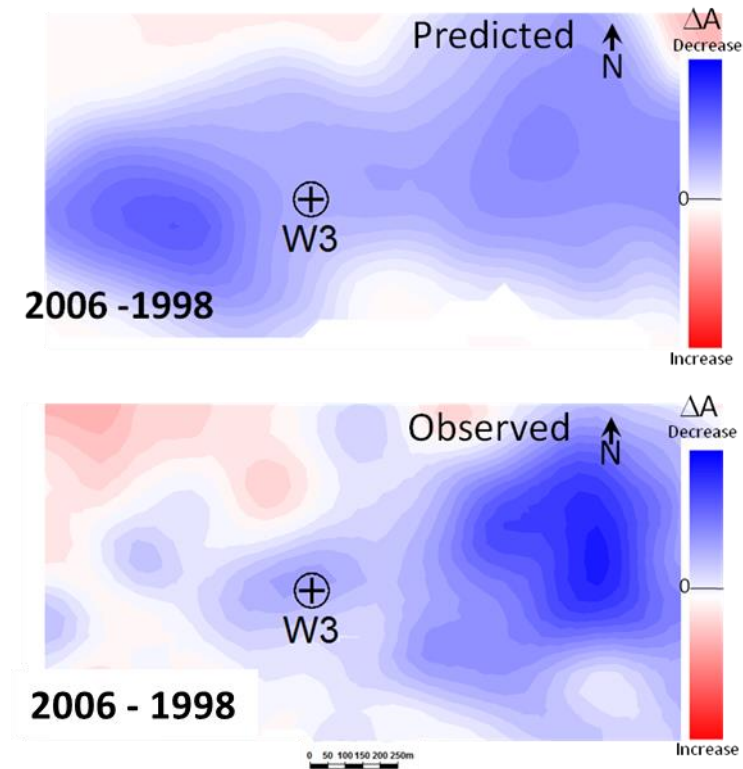 ΔA
Predicted
Decrease
N
0
W3
2006 -1998
Increase
ΔA
Observed
Decrease
N
0
W3
2006 - 1998
0 50 100 150 200 250m
Increase